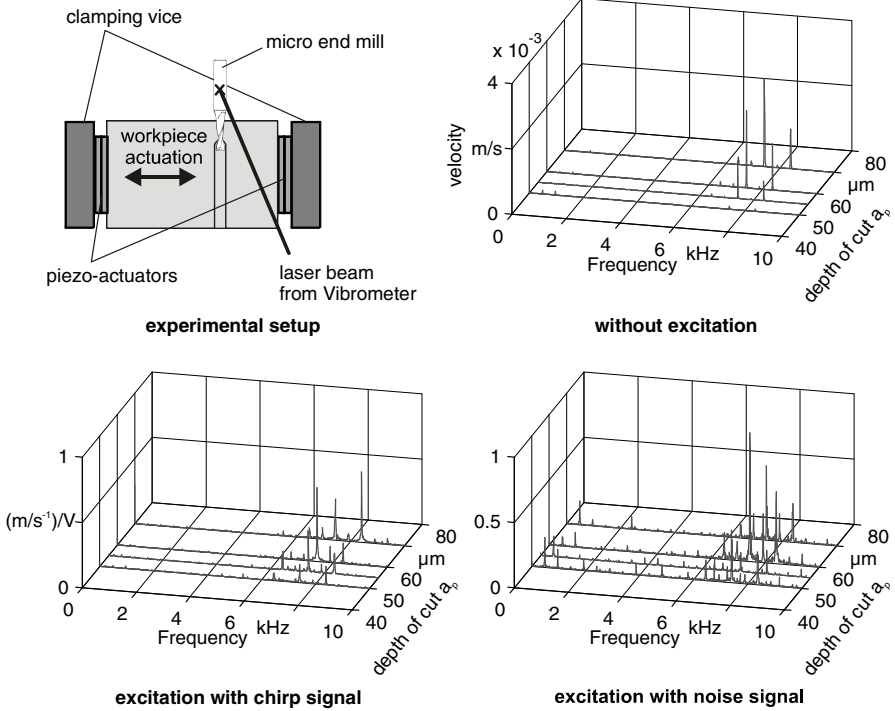 clamping vice
micro end mill
workpiece
actuation
piezo-actuators
laser beam
from Vibrometer
experimental setup
x 10⁻³
4
m/s
velocity
0
0
2
4
6
kHz
10
Frequency
40
50
60
µm
80
depth of cut aₚ
without excitation
1
(m/s⁻¹)/V
0
0
2
4
6
kHz
10
Frequency
40
50
60
µm
80
depth of cut aₚ
excitation with chirp signal
1
0.5
0
0
2
4
6
kHz
10
Frequency
40
50
60
µm
80
depth of cut aₚ
excitation with noise signal